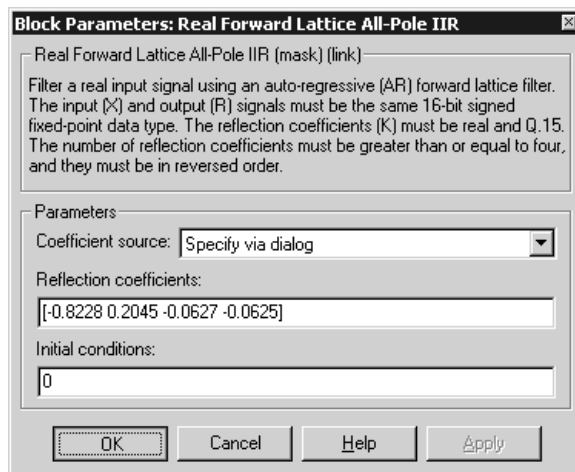 Block Parameters: Real Forward Lattice All-Pole IIR
Real Forward Lattice All-Pole IIR (mask) (link)
Filter a real input signal using an auto-regressive (AR) forward lattice filter.
The input (X) and output (R) signals must be the same 16-bit signed
fixed-point data type. The reflection coefficients (K) must be real and Q.15.
The number of reflection coefficients must be greater than or equal to four,
and they must be in reversed order.
Parameters
Coefficient source: Specify via dialog
Reflection coefficients:
[-0.8228 0.2045 -0.0627 -0.0625]
Initial conditions:
0
OK Cancel Help Apply